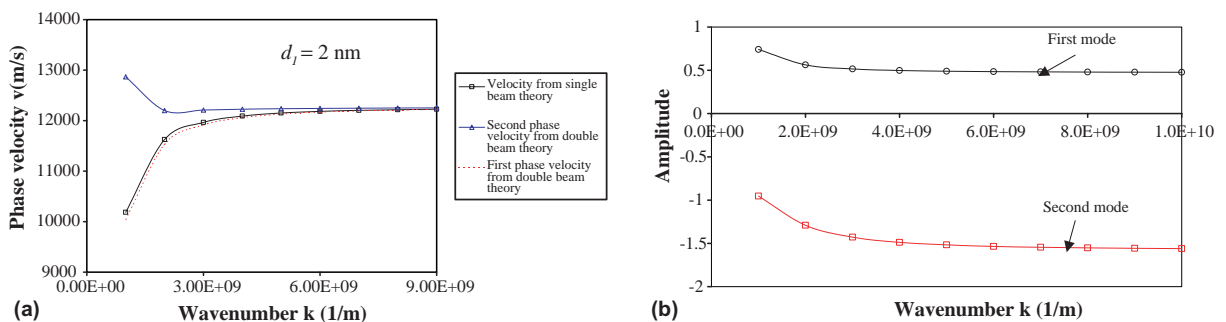 14000
13000
12000
11000
10000
9000
0.00E+00
3.00E+09
6.00E+09
9.00E+09
Phase velocity v(m/s)
Wavenumber k (1/m)
d1 = 2 nm
Velocity from single
beam theory
Second phase
velocity from double
beam theory
First phase velocity
from double beam
theory
(a)
1
0.5
0
-0.5
-1
-1.5
-2
0.0E+00
2.0E+09
4.0E+09
6.0E+09
8.0E+09
1.0E+10
Amplitude
First mode
Second mode
Wavenumber k (1/m)
(b)